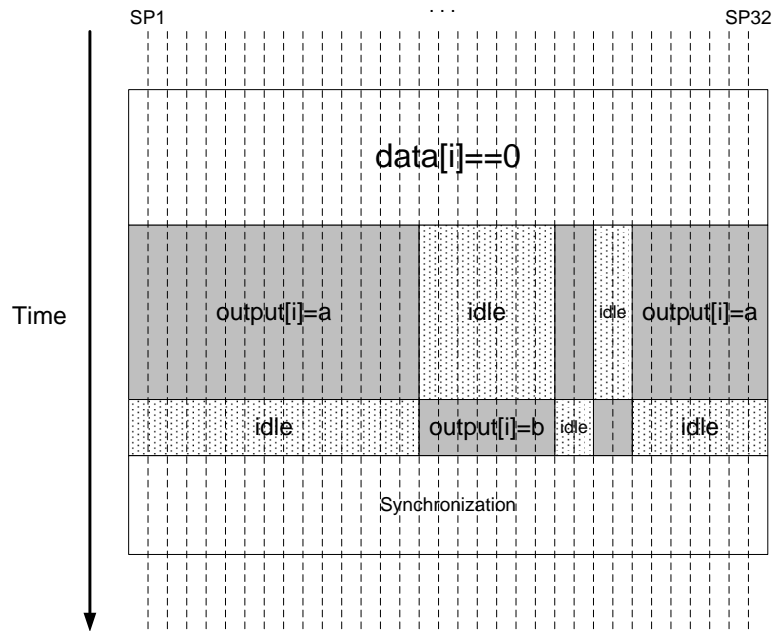 SP1 ... SP32
data[i]==0
Time
output[i]=a idle idle output[i]=a
idle output[i]=b idle idle
Synchronization